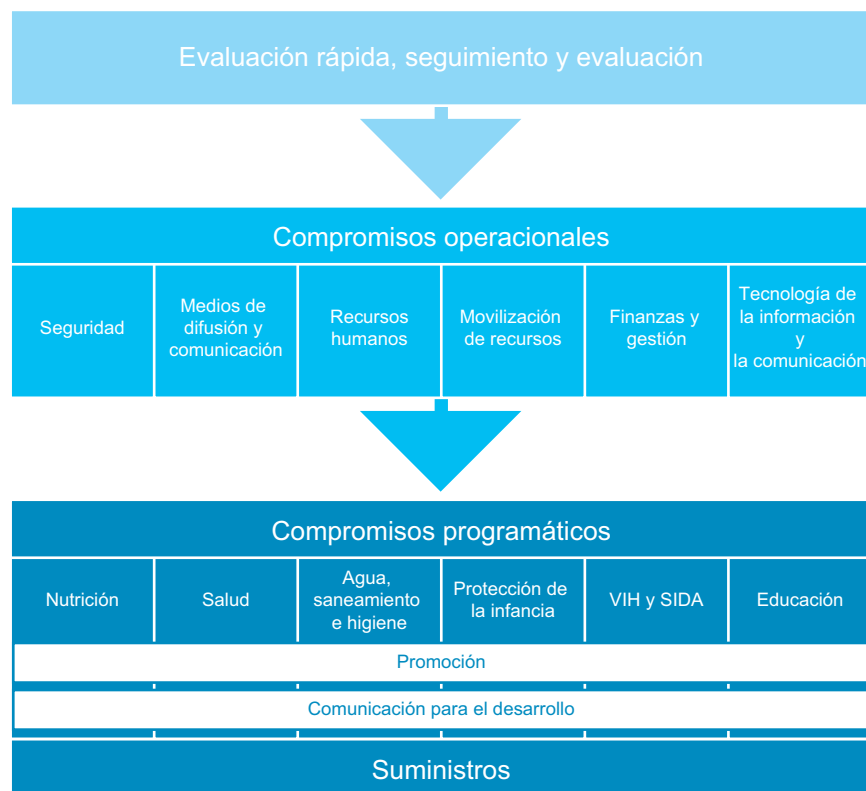 Evaluación rápida, seguimiento y evaluación
Compromisos operacionales
Seguridad
Medios de
difusión y
comunicación
Recursos
humanos
Movilización
de recursos
Finanzas y
gestión
Tecnología de
la información
y
la comunicación
Compromisos programáticos
Nutrición
Salud
Agua,
saneamiento
e higiene
Protección de
la infancia
VIH y SIDA
Educación
Promoción
Comunicación para el desarrollo
Suministros